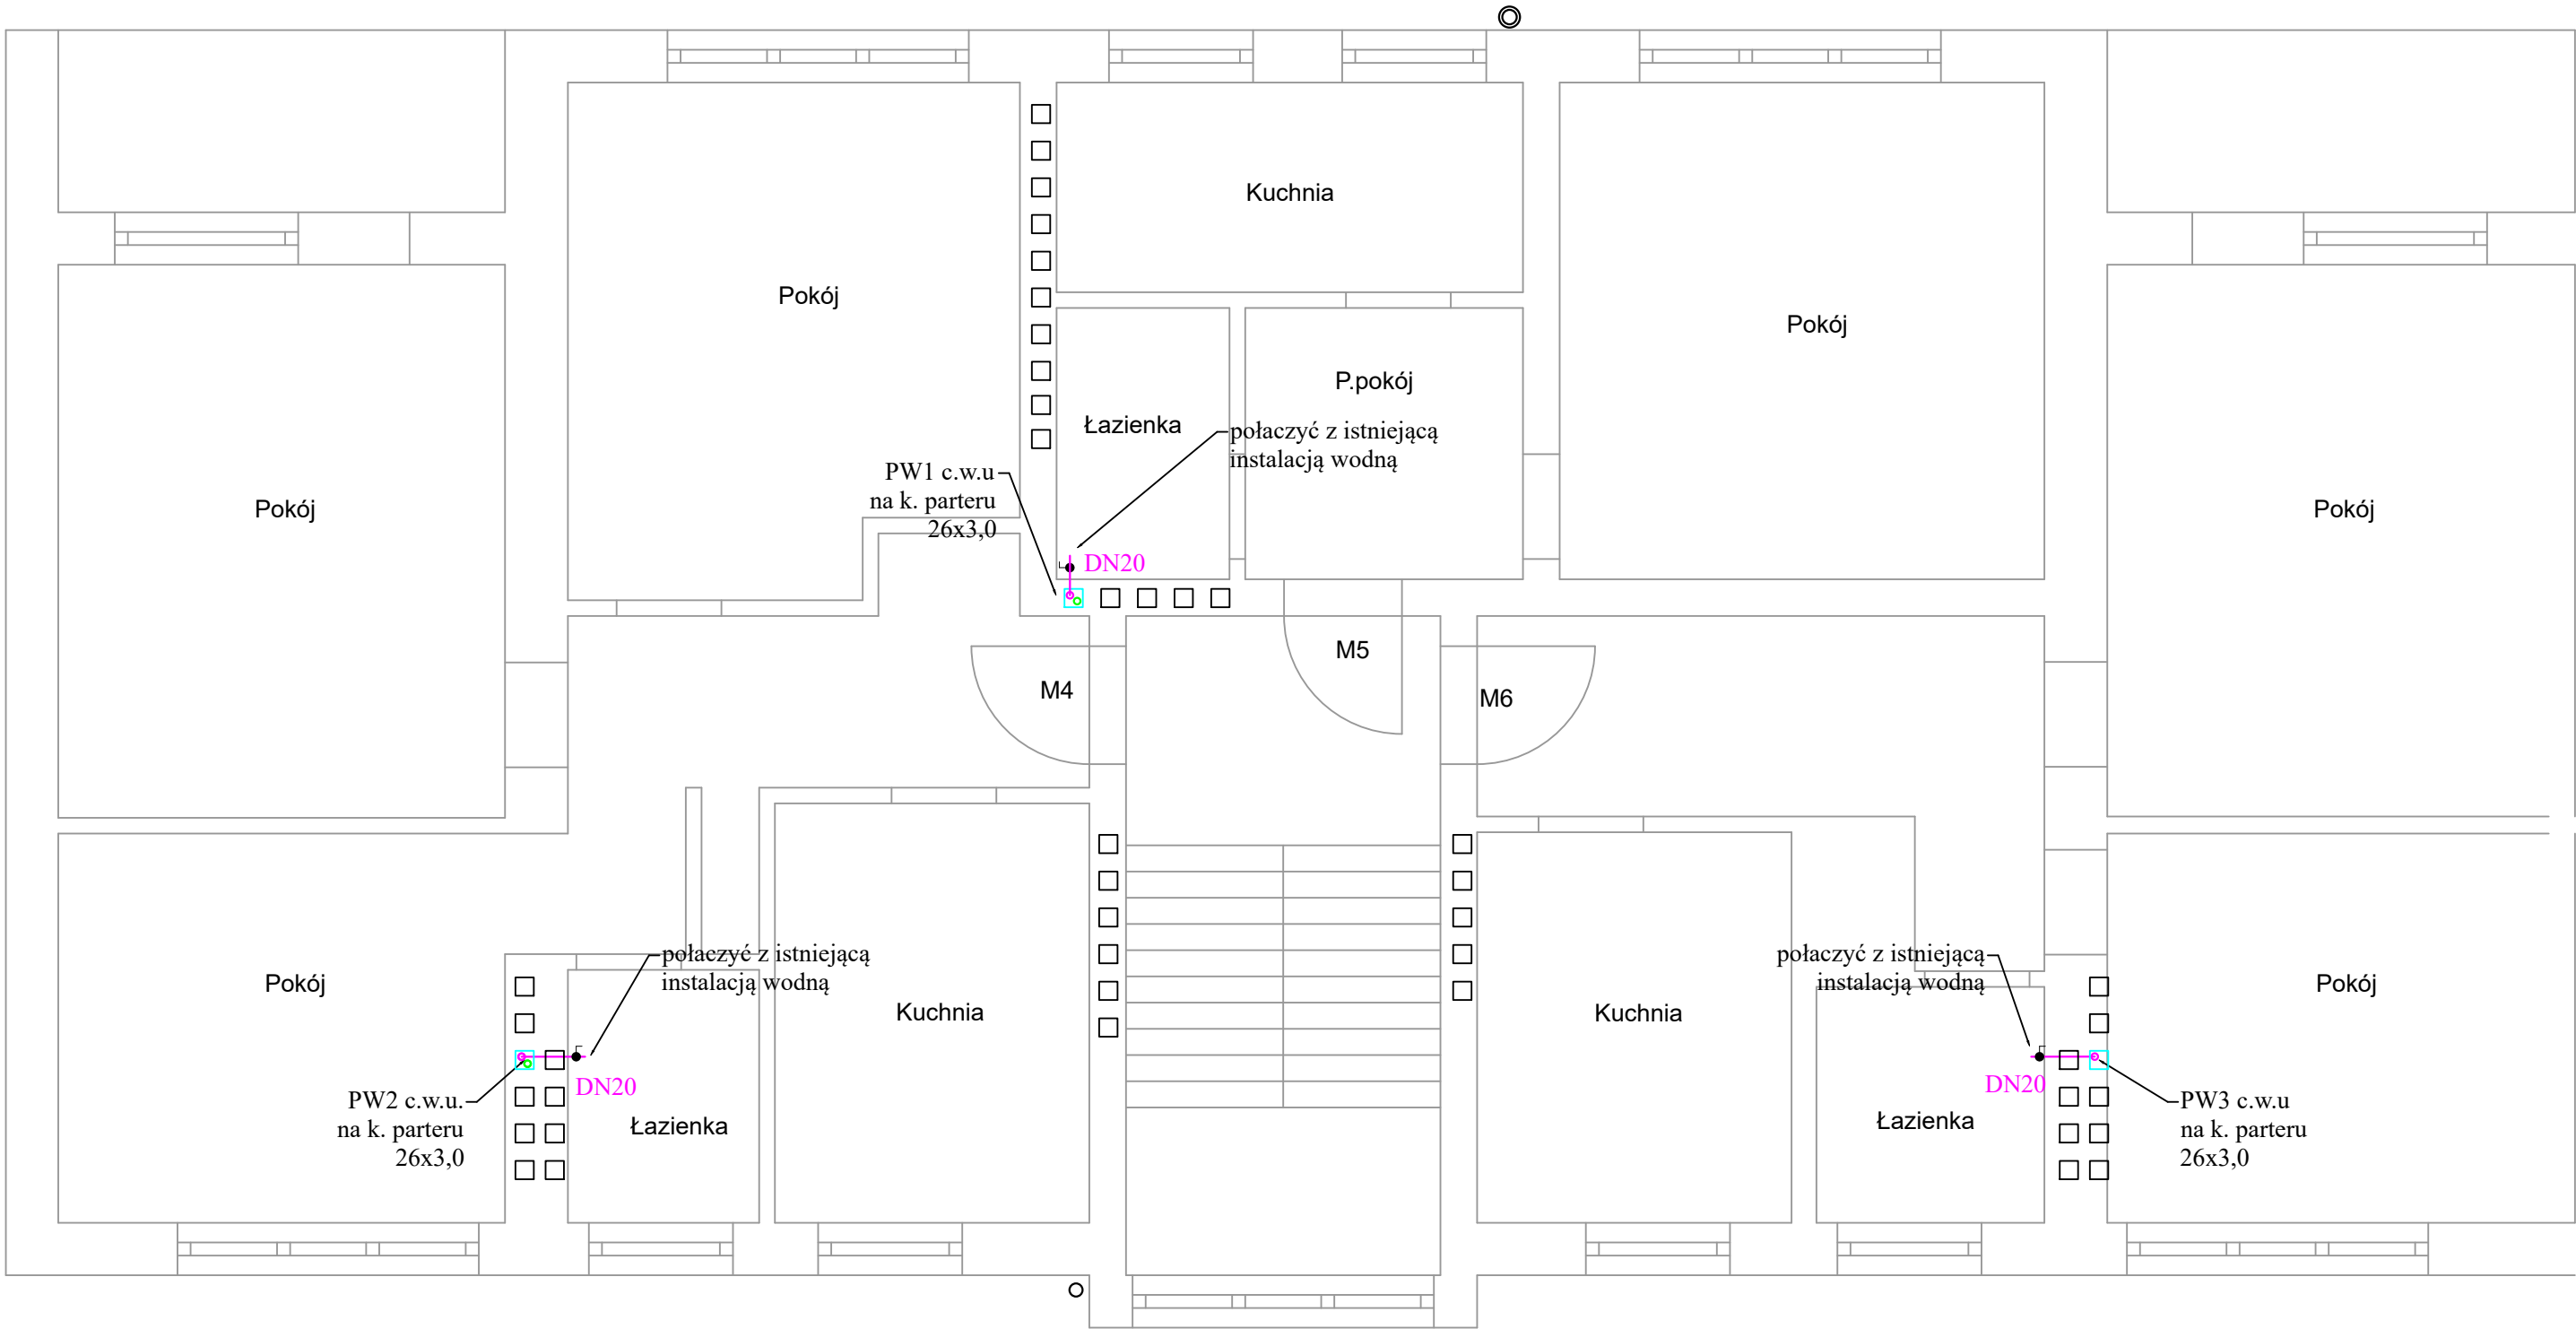 Kuchnia
Pokój
Pokój
P.pokój
Łazienka
połaczyć z istniejącą
instalacją wodną
PW1 c.w.u
na k. parteru
26x3,0
DN20
Pokój
Pokój
M4
M5
M6
połaczyć z istniejącą
instalacją wodną
połaczyć z istniejącą
instalacją wodną
Pokój
Kuchnia
Kuchnia
Pokój
DN20
DN20
PW2 c.w.u.
na k. parteru
26x3,0
Łazienka
Łazienka
PW3 c.w.u
na k. parteru
26x3,0